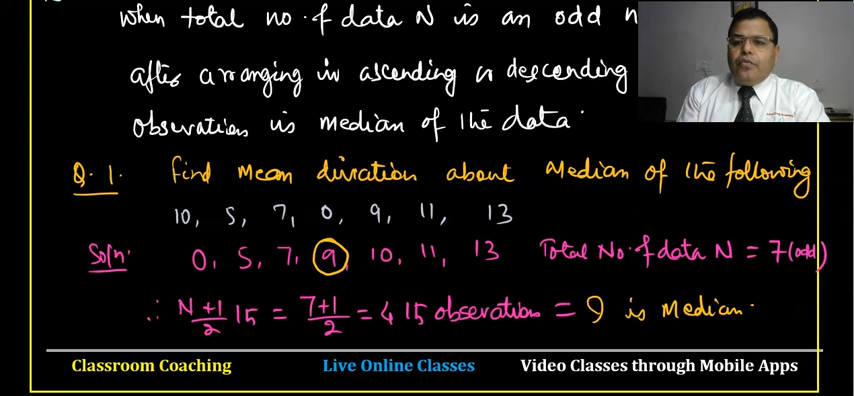 when total no. of data N is an odd n
after arranging in ascending or descending
observation is median of the data.
Q.1. Find mean diviation about Median of the following
10, 5, 7, 0, 9, 11, 13
Soln. 0, 5, 7, 9, 10, 11, 13 Total No. of data N = 7 (odd)
∴ N+1/2 th = 7+1/2 = 4 th observation = 9 is Median.
Classroom Coaching Live Online Classes Video Classes through Mobile Apps